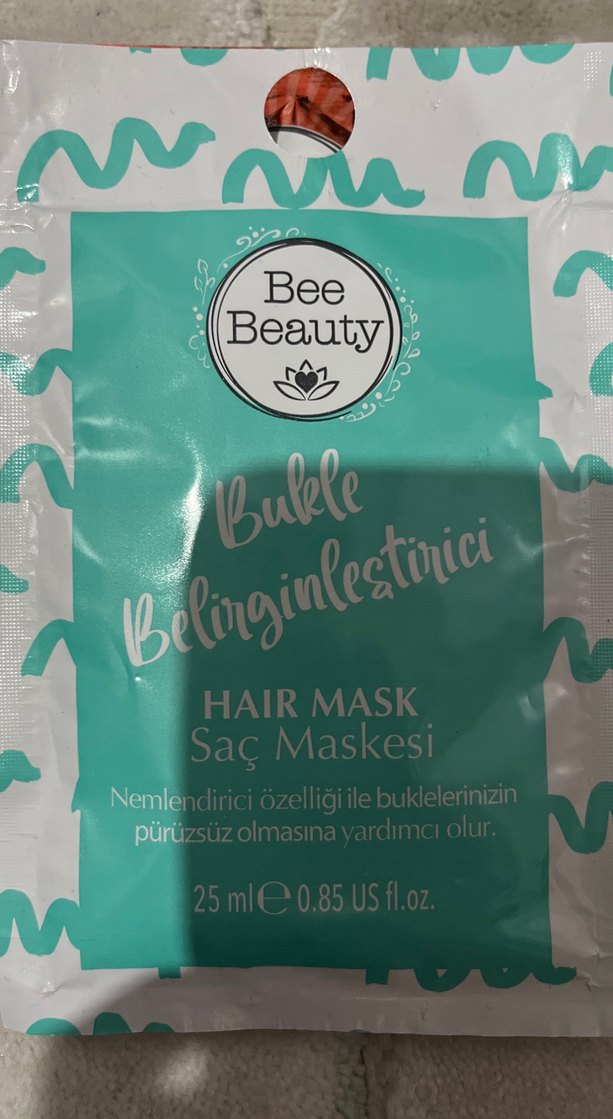 Bee
Beauty
Bukle
Belirginleştirici
HAIR MASK
Saç Maskesi
Nemlendirici özelliği ile buklelerinizin
pürüzsüz olmasına yardımcı olur.
25 ml ℮ 0.85 US fl.oz.